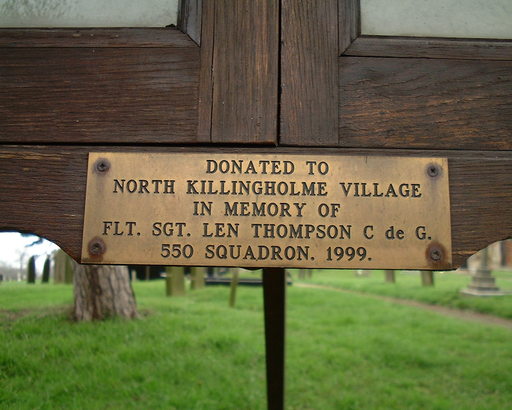 DONATED TO
NORTH KILLINGHOLME VILLAGE
IN MEMORY OF
FLT. SGT. LEN THOMPSON C de G.
550 SQUADRON. 1999.